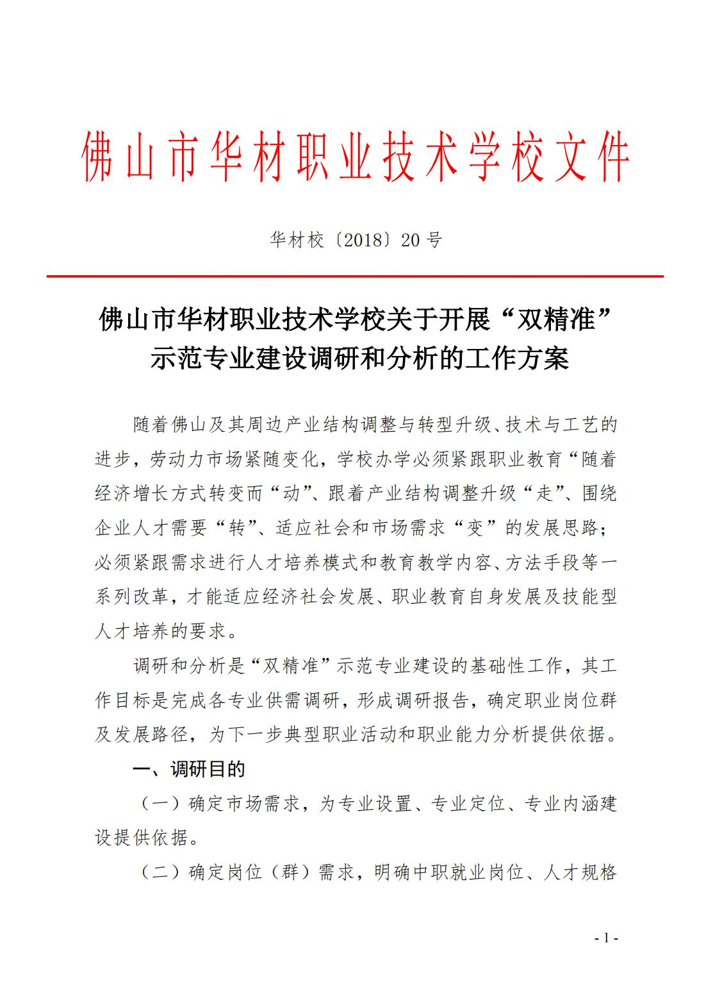 佛山市华材职业技术学校文件
华材校〔2018〕20 号
佛山市华材职业技术学校关于开展“双精准”
示范专业建设调研和分析的工作方案
随着佛山及其周边产业结构调整与转型升级、技术与工艺的
进步，劳动力市场紧随变化，学校办学必须紧跟职业教育“随着
经济增长方式转变而“动”、跟着产业结构调整升级“走”、围绕
企业人才需要“转”、适应社会和市场需求“变”的发展思路；
必须紧跟需求进行人才培养模式和教育教学内容、方法手段等一
系列改革，才能适应经济社会发展、职业教育自身发展及技能型
人才培养的要求。
调研和分析是“双精准”示范专业建设的基础性工作，其工
作目标是完成各专业供需调研，形成调研报告，确定职业岗位群
及发展路径，为下一步典型职业活动和职业能力分析提供依据。
一、调研目的
（一）确定市场需求，为专业设置、专业定位、专业内涵建
设提供依据。
（二）确定岗位（群）需求，明确中职就业岗位、人才规格
- 1 -